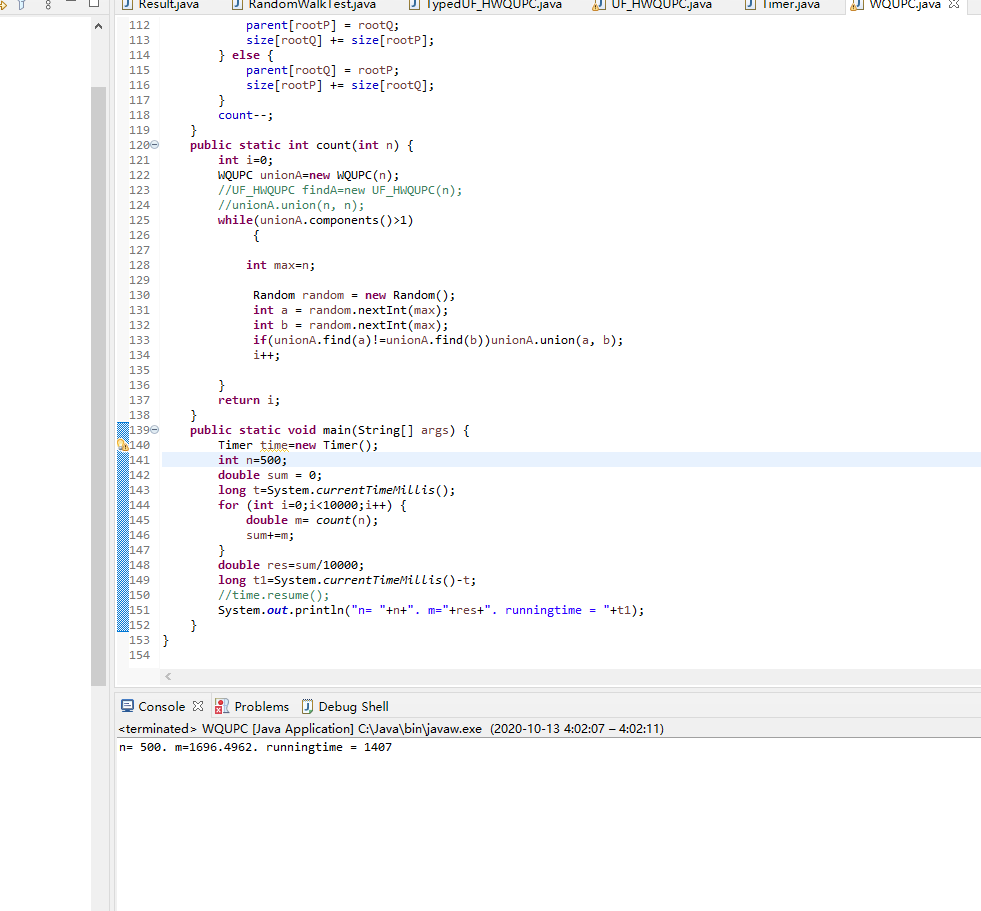 Result.java RandomWalkTest.java TypedUF_HWQUPC.java UF_HWQUPC.java Timer.java WQUPC.java
112 parent[rootP] = rootQ;
113 size[rootQ] += size[rootP];
114 } else {
115 parent[rootQ] = rootP;
116 size[rootP] += size[rootQ];
117 }
118 count--;
119 }
120 public static int count(int n) {
121 int i=0;
122 WQUPC unionA=new WQUPC(n);
123 //UF_HWQUPC findA=new UF_HWQUPC(n);
124 //unionA.union(n, n);
125 while(unionA.components()>1)
126 {
127
128 int max=n;
129
130 Random random = new Random();
131 int a = random.nextInt(max);
132 int b = random.nextInt(max);
133 if(unionA.find(a)!=unionA.find(b))unionA.union(a, b);
134 i++;
135
136 }
137 return i;
138 }
139 public static void main(String[] args) {
140 Timer time=new Timer();
141 int n=500;
142 double sum = 0;
143 long t=System.currentTimeMillis();
144 for (int i=0;i<10000;i++) {
145 double m= count(n);
146 sum+=m;
147 }
148 double res=sum/10000;
149 long t1=System.currentTimeMillis()-t;
150 //time.resume();
151 System.out.println("n= "+n+". m="+res+". runningtime = "+t1);
152 }
153 }
154
Console Problems Debug Shell
<terminated> WQUPC [Java Application] C:\Java\bin\javaw.exe (2020-10-13 4:02:07 – 4:02:11)
n= 500. m=1696.4962. runningtime = 1407